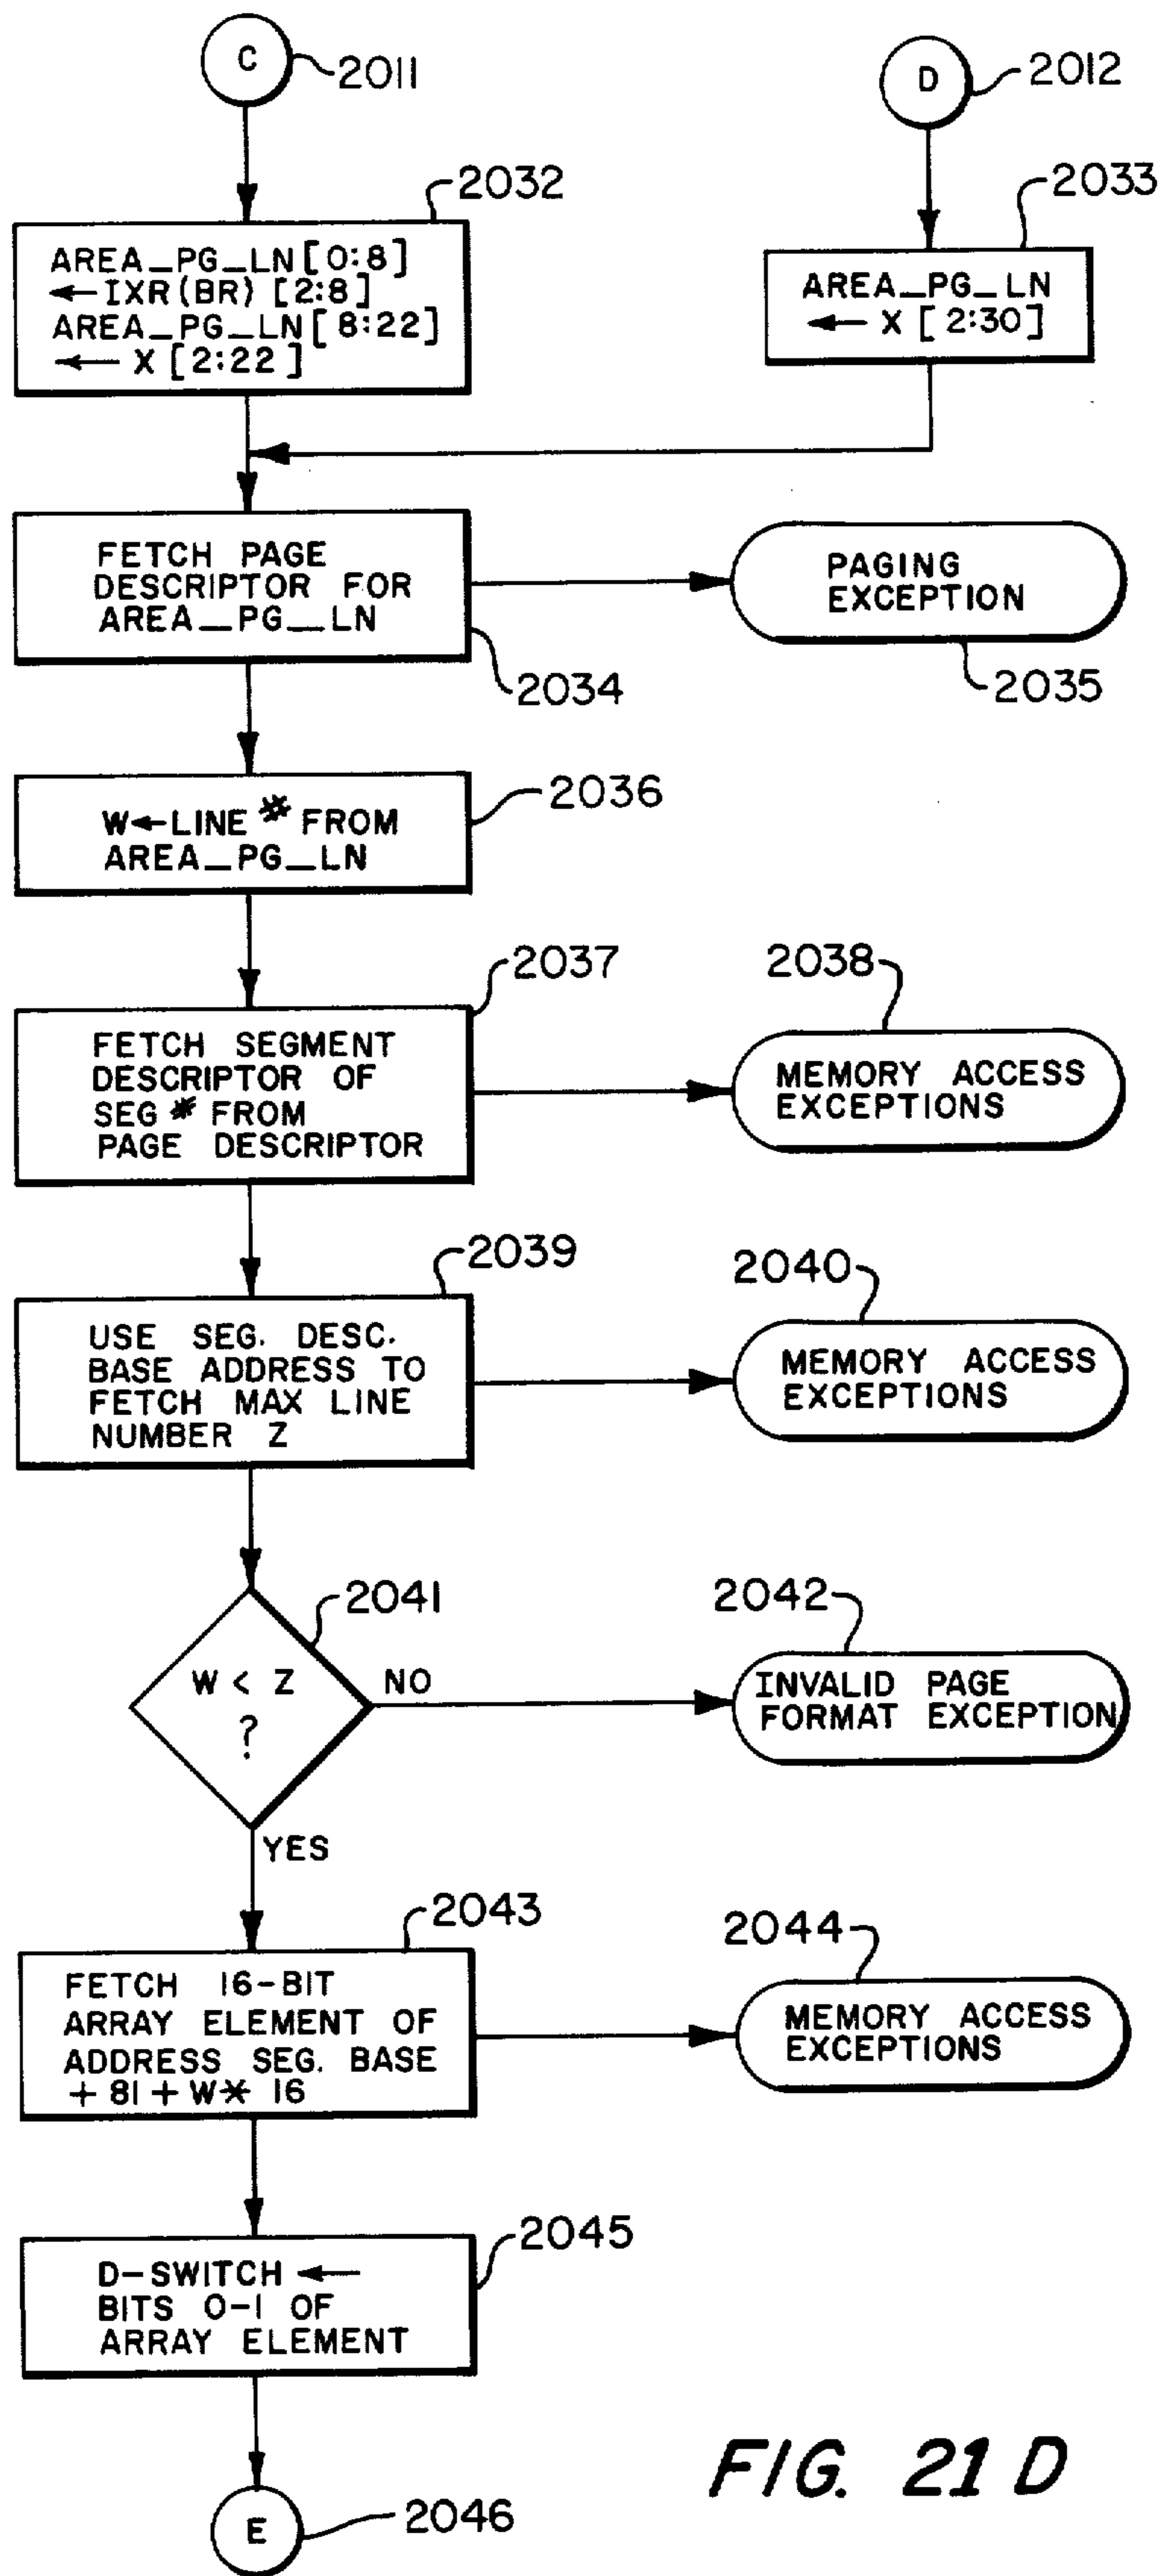 C
2011
D
2012
2032
AREA_PG_LN[0:8]
←IXR(BR) [2:8]
AREA_PG_LN[8:22]
← X [2:22]
2033
AREA_PG_LN
← X [2:30]
FETCH PAGE
DESCRIPTOR FOR
AREA_PG_LN
2034
PAGING
EXCEPTION
2035
W←LINE # FROM
AREA_PG_LN
2036
2037
FETCH SEGMENT
DESCRIPTOR OF
SEG # FROM
PAGE DESCRIPTOR
2038
MEMORY ACCESS
EXCEPTIONS
2039
USE SEG. DESC.
BASE ADDRESS TO
FETCH MAX LINE
NUMBER Z
2040
MEMORY ACCESS
EXCEPTIONS
2041
W < Z
?
NO
YES
2042
INVALID PAGE
FORMAT EXCEPTION
2043
FETCH 16-BIT
ARRAY ELEMENT OF
ADDRESS SEG. BASE
+ 81 + W* 16
2044
MEMORY ACCESS
EXCEPTIONS
2045
D-SWITCH ←
BITS 0-1 OF
ARRAY ELEMENT
E
2046
FIG. 21 D